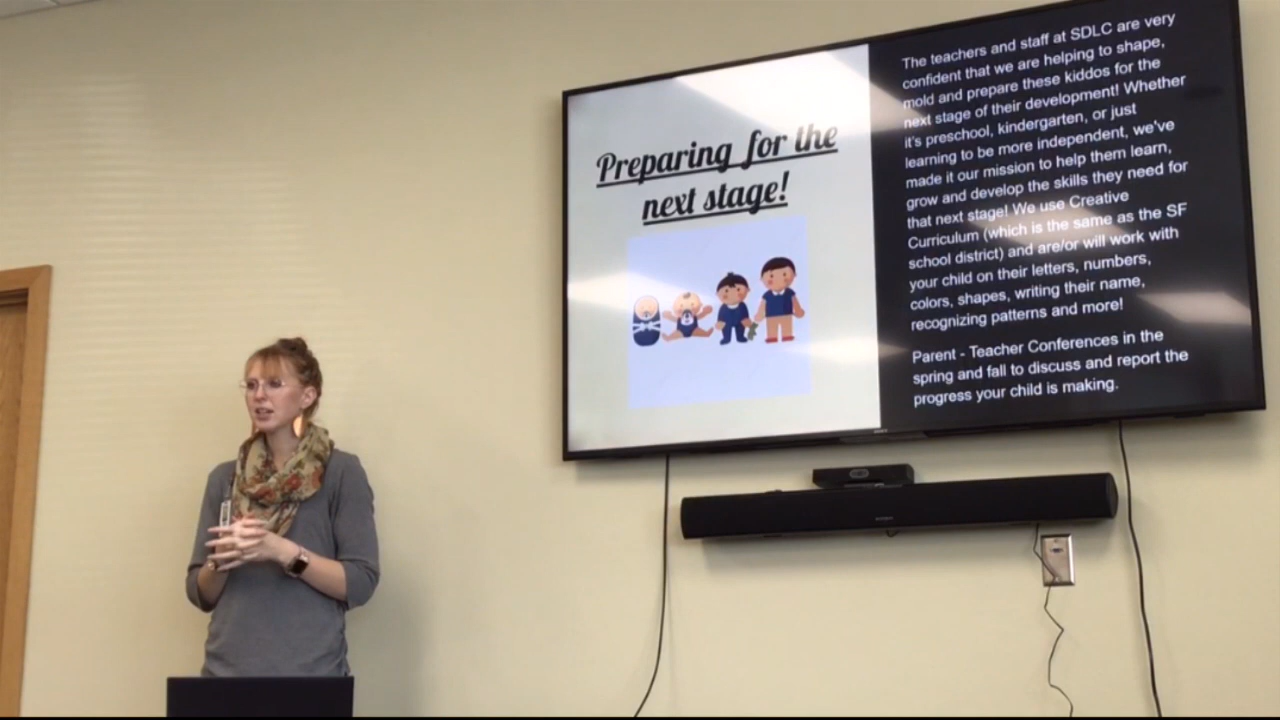 Preparing for the
next stage!
The teachers and staff at SDLC are very
confident that we are helping to shape,
mold and prepare these kiddos for the
next stage of their development! Whether
it's preschool, kindergarten, or just
learning to be more independent, we've
made it our mission to help them learn,
grow and develop the skills they need for
that next stage! We use Creative
Curriculum (which is the same as the SF
school district) and are/or will work with
your child on their letters, numbers,
colors, shapes, writing their name,
recognizing patterns and more!
Parent - Teacher Conferences in the
spring and fall to discuss and report the
progress your child is making.